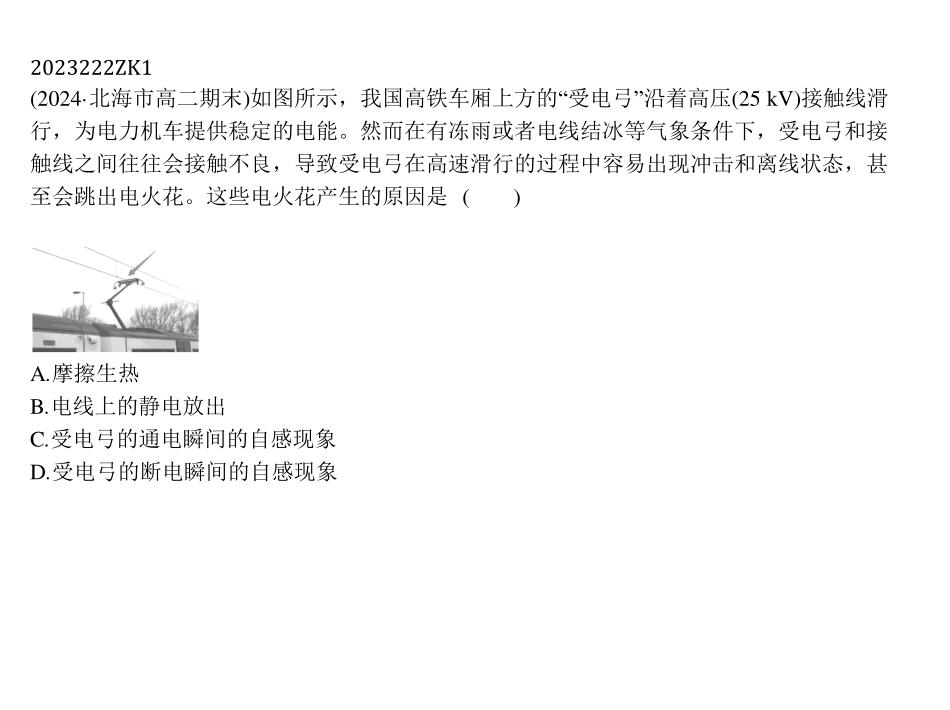 2023222ZK1
(2024·北海市高二期末)如图所示，我国高铁车厢上方的“受电弓”沿着高压(25 kV)接触线滑
行，为电力机车提供稳定的电能。然而在有冻雨或者电线结冰等气象条件下，受电弓和接
触线之间往往会接触不良，导致受电弓在高速滑行的过程中容易出现冲击和离线状态，甚
至会跳出电火花。这些电火花产生的原因是 (　　)
A.摩擦生热
B.电线上的静电放出
C.受电弓的通电瞬间的自感现象
D.受电弓的断电瞬间的自感现象